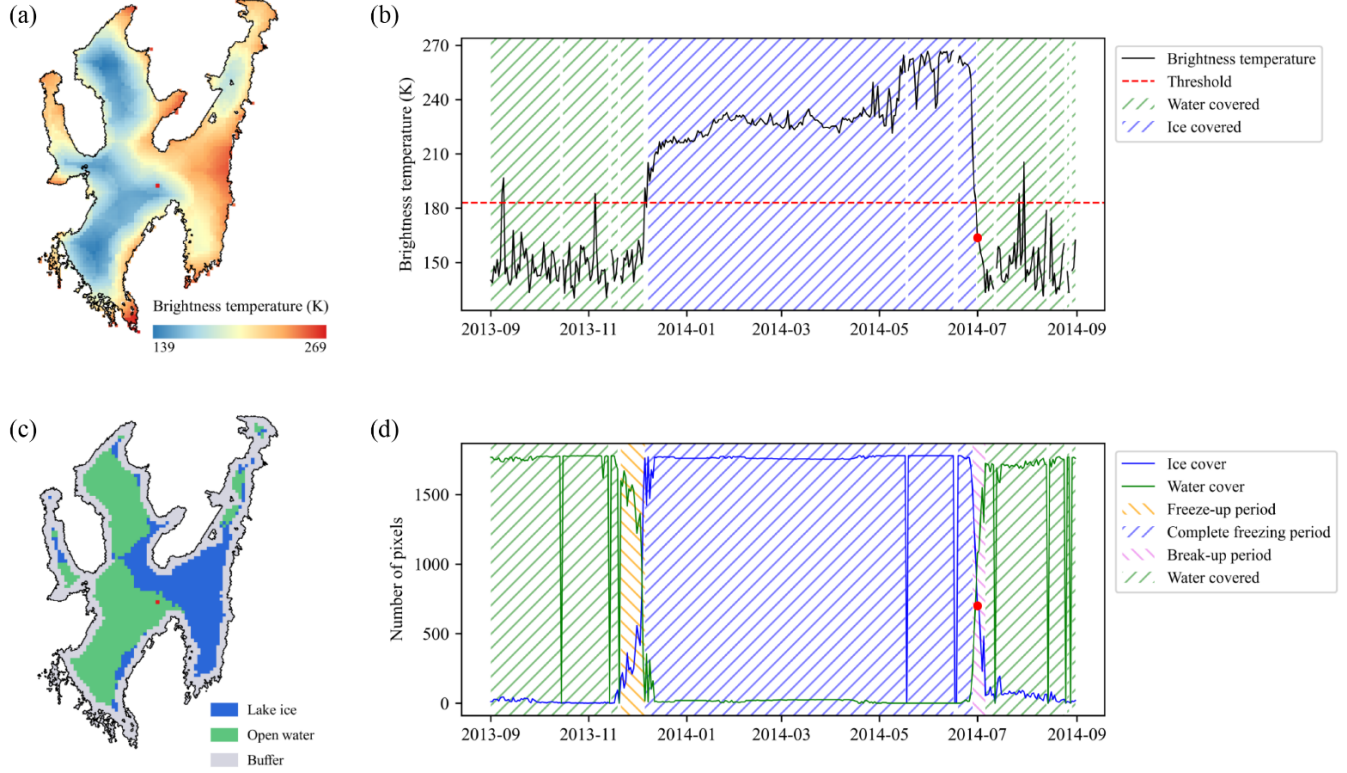 (a)
Brightness temperature (K)
139 269
(b)
Brightness temperature (K)
270
240
210
180
150
2013-09 2013-11 2014-01 2014-03 2014-05 2014-07 2014-09
Brightness temperature
Threshold
Water covered
Ice covered
(c)
Lake ice
Open water
Buffer
(d)
Number of pixels
1500
1000
500
0
2013-09 2013-11 2014-01 2014-03 2014-05 2014-07 2014-09
Ice cover
Water cover
Freeze-up period
Complete freezing period
Break-up period
Water covered